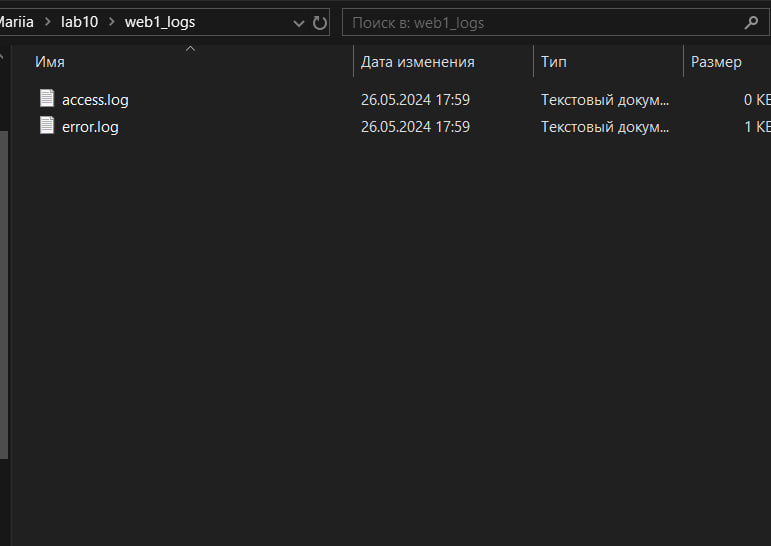 Mariia > lab10 > web1_logs Поиск в: web1_logs
Имя Дата изменения Тип Размер
access.log 26.05.2024 17:59 Текстовый докум... 0 КБ
error.log 26.05.2024 17:59 Текстовый докум... 1 КБ